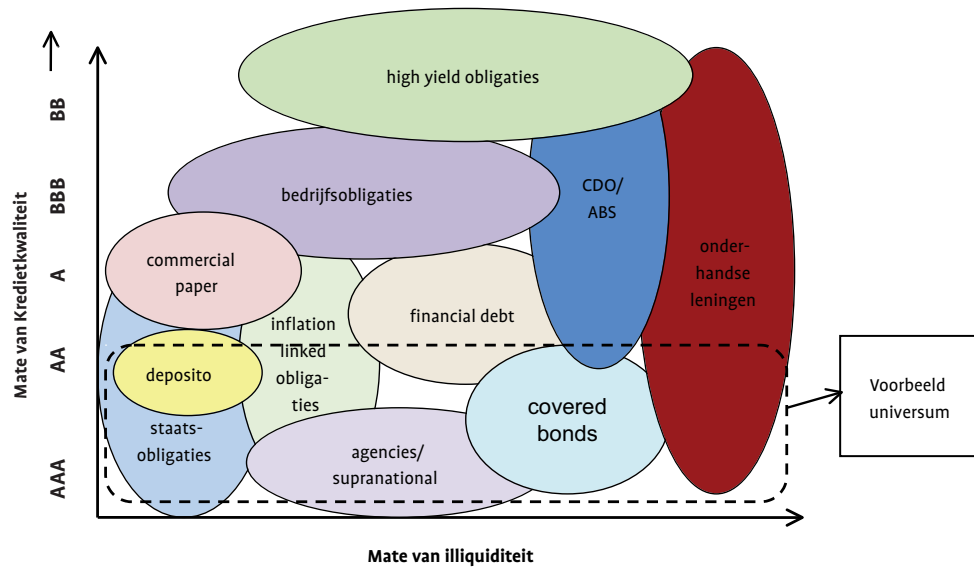 high yield obligaties
BB
BBB
A
AA
AAA
Mate van Kredietkwaliteit
bedrijfsobligaties
CDO/
ABS
onder-
handse
leningen
commercial
paper
inflation
linked
obliga-
ties
financial debt
deposito
staats-
obligaties
covered
bonds
agencies/
supranational
Voorbeeld
universum
Mate van illiquiditeit